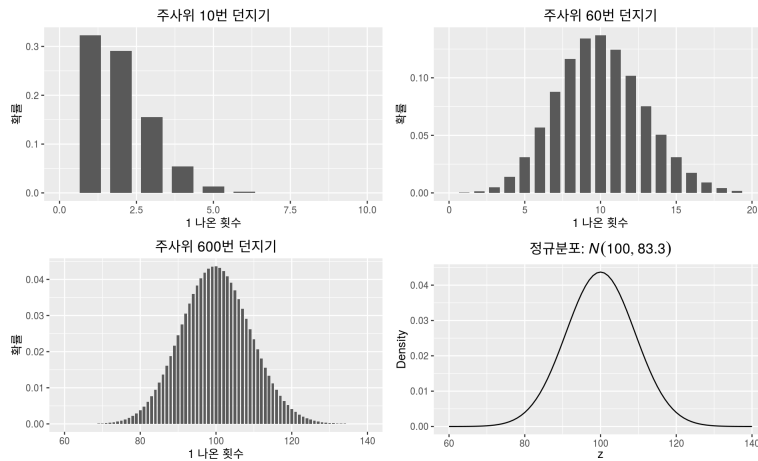 주사위 10번 던지기
0.3
0.2
0.1
0.0
확률
0.0 2.5 5.0 7.5 10.0
1 나온 횟수
주사위 60번 던지기
0.10
0.05
0.00
확률
0 5 10 15 20
1 나온 횟수
주사위 600번 던지기
0.04
0.03
0.02
0.01
0.00
확률
60 80 100 120 140
1 나온 횟수
정규분포: N(100, 83.3)
0.04
0.03
0.02
0.01
0.00
Density
60 80 100 120 140
z